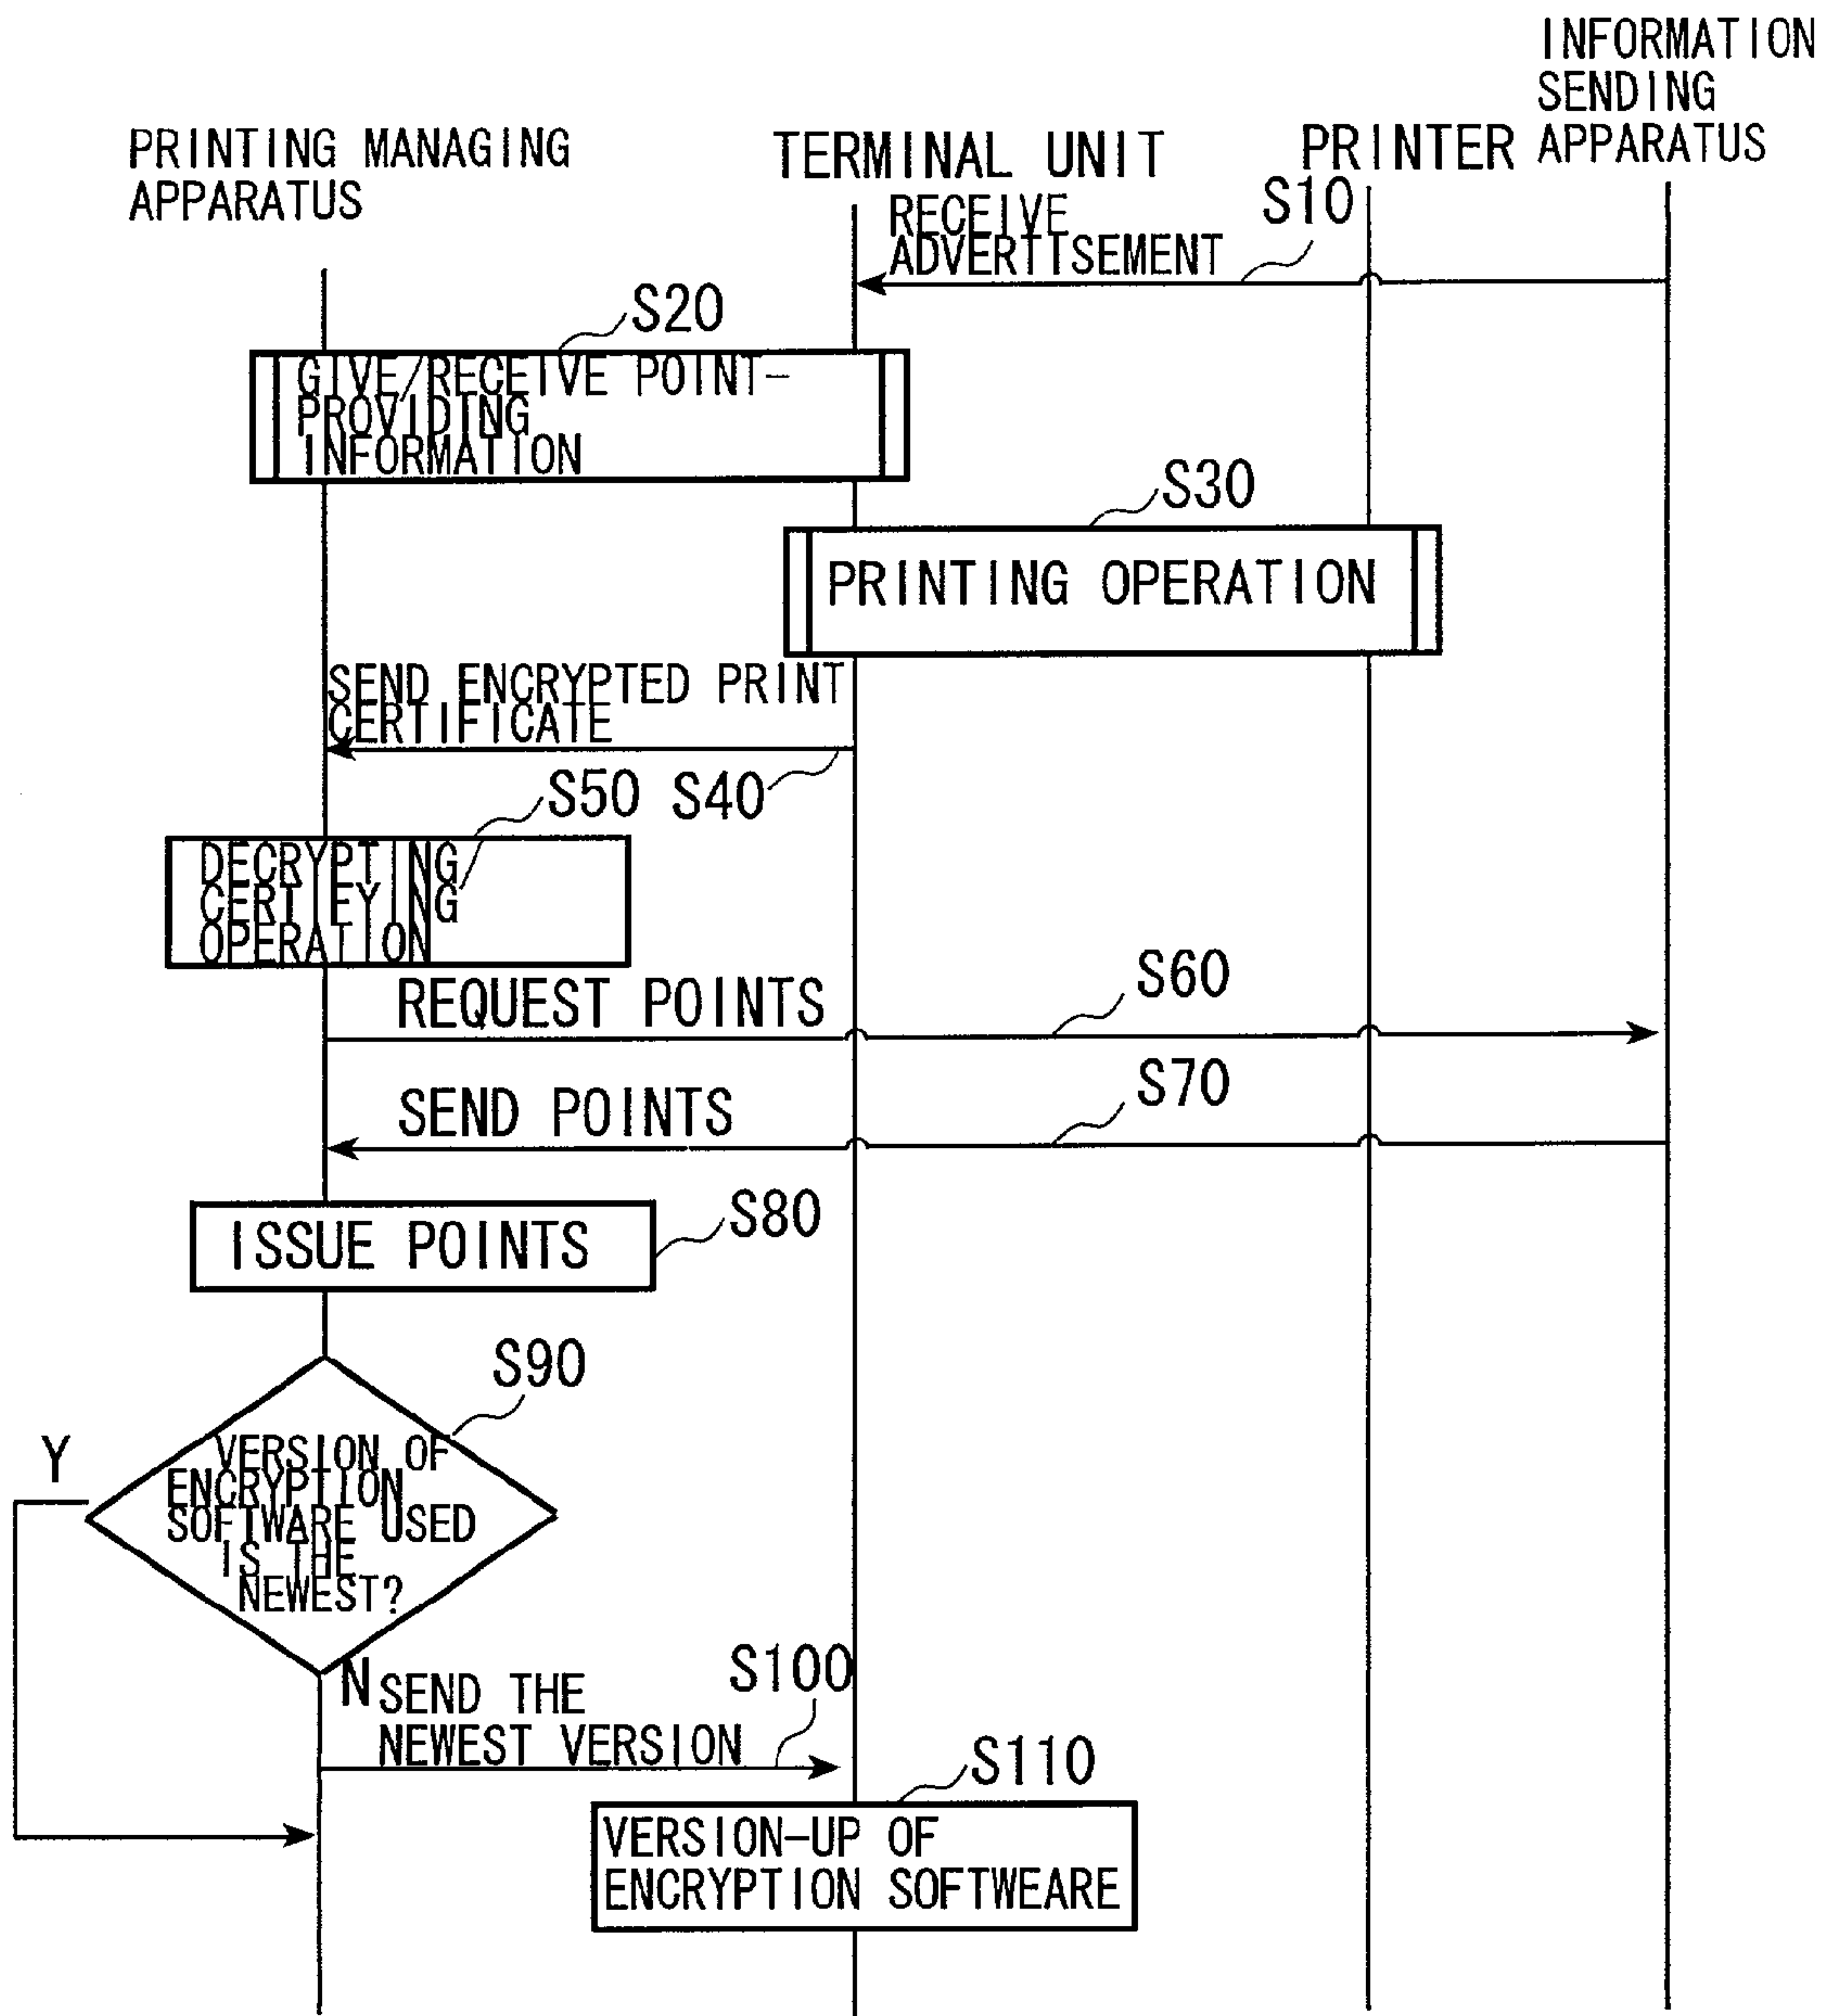 INFORMATION
SENDING
APPARATUS
PRINTING MANAGING
APPARATUS
TERMINAL UNIT
PRINTER
RECEIVE
ADVERTISEMENT
S10
S20
GIVE/RECEIVE POINT-
PROVIDING
INFORMATION
S30
PRINTING OPERATION
SEND ENCRYPTED PRINT
CERTIFICATE
S40
S50
DECRYPTING
CERTIFYING
OPERATION
REQUEST POINTS
S60
SEND POINTS
S70
ISSUE POINTS
S80
S90
Y
VERSION OF
ENCRYPTION
SOFTWARE USED
IS THE
NEWEST?
N
SEND THE
NEWEST VERSION
S100
S110
VERSION-UP OF
ENCRYPTION SOFTWEARE